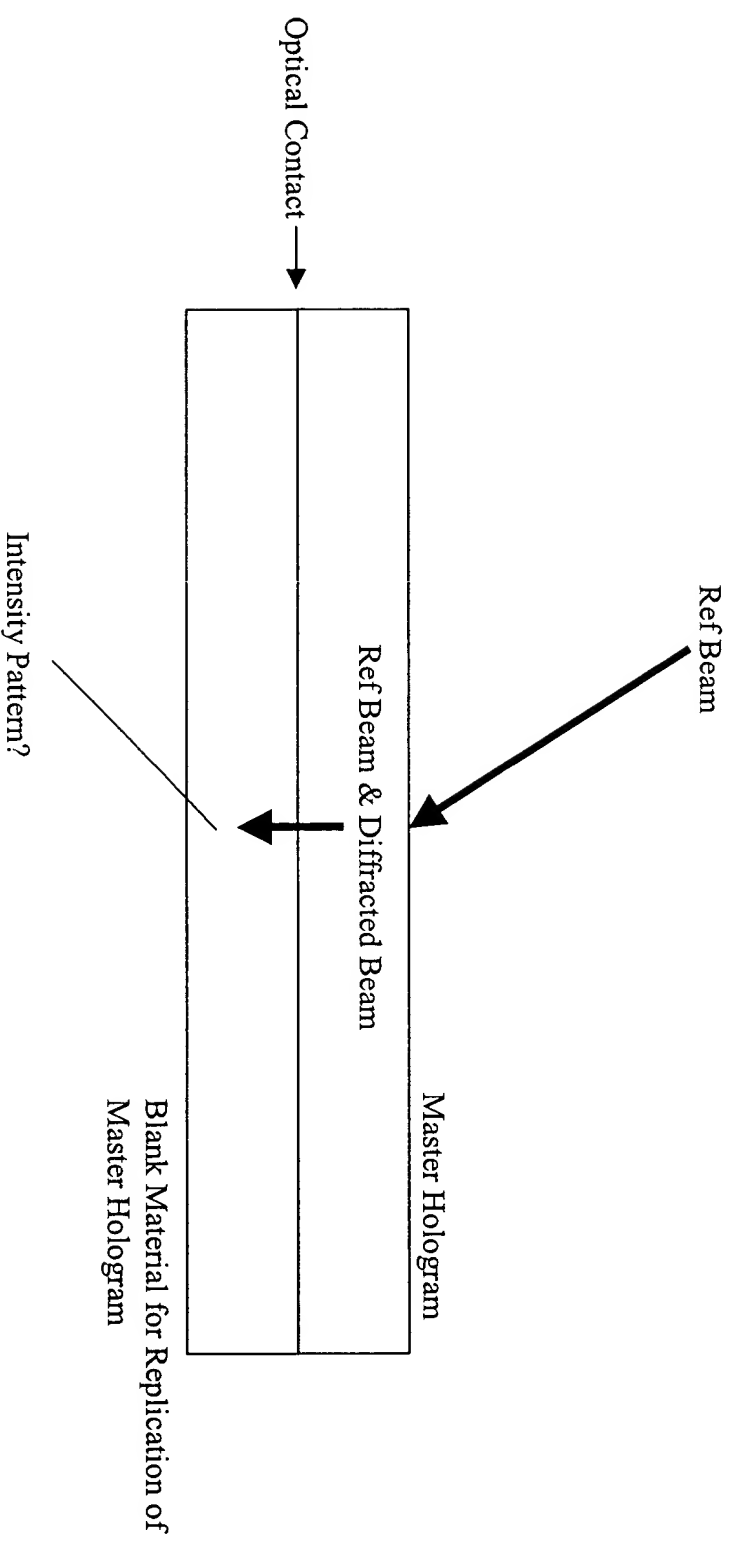 Ref Beam
Master Hologram
Ref Beam & Diffracted Beam
Optical Contact
Blank Material for Replication of
Master Hologram
Intensity Pattern?